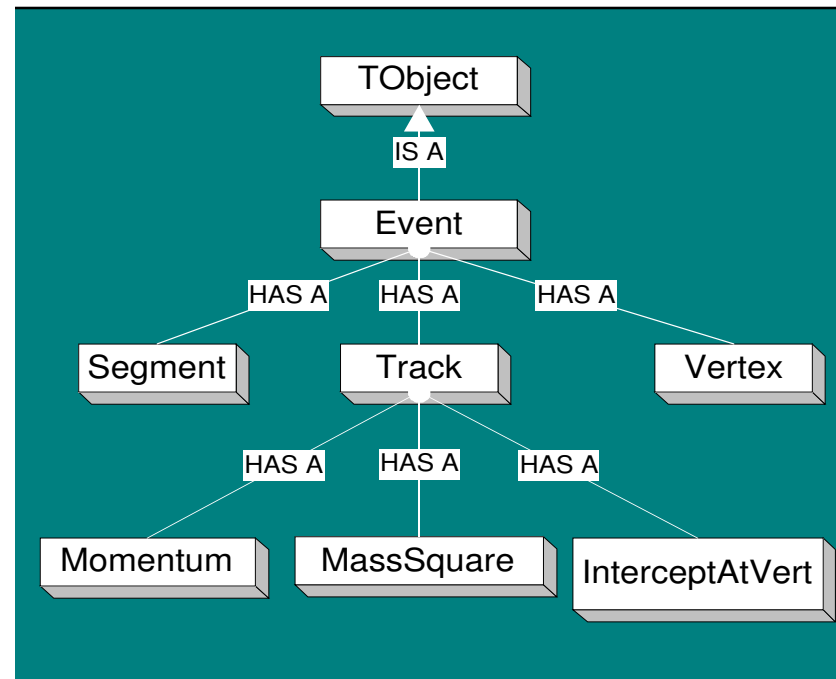 TObject
IS A
Event
HAS A HAS A HAS A
Segment Track Vertex
HAS A HAS A HAS A
Momentum MassSquare InterceptAtVert